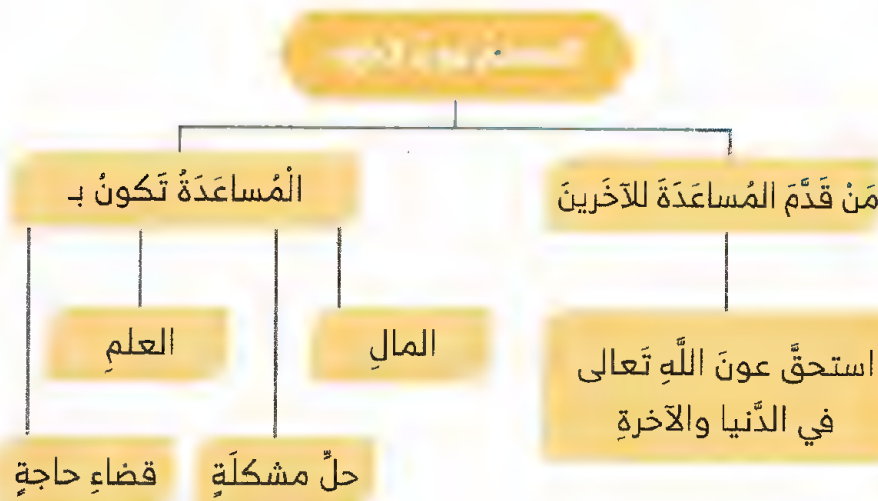 مَنْ قَدَّمَ المُساعَدَةَ للآخَرينَ
الْمُساعَدَةُ تَكونُ بـ
استحقَّ عونَ اللَّهِ تَعالى
في الدَّنيا والآخرةِ
المالِ
العلمِ
حلِّ مشكلَةٍ
قضاءِ حاجةٍ